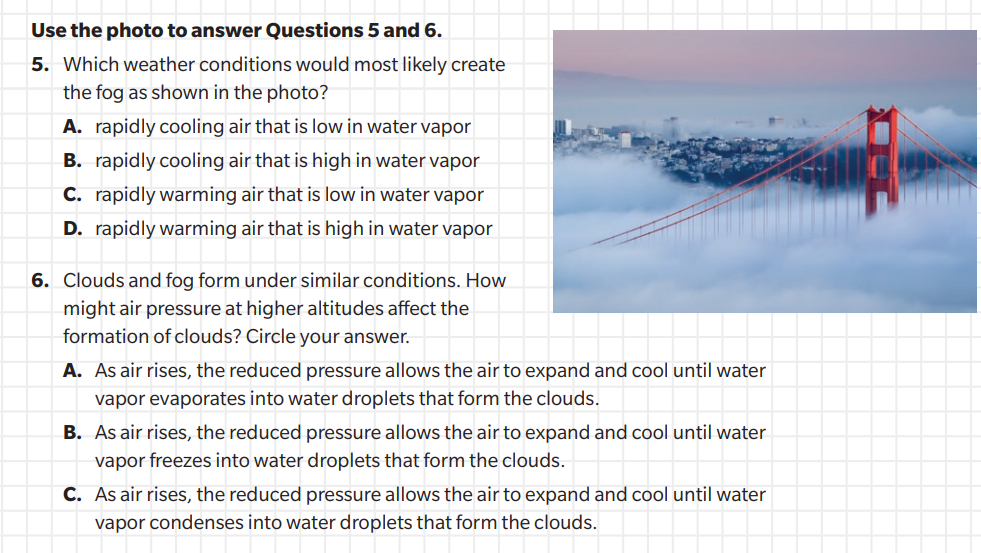 Use the photo to answer Questions 5 and 6.
5. Which weather conditions would most likely create
the fog as shown in the photo?
A. rapidly cooling air that is low in water vapor
B. rapidly cooling air that is high in water vapor
C. rapidly warming air that is low in water vapor
D. rapidly warming air that is high in water vapor
6. Clouds and fog form under similar conditions. How
might air pressure at higher altitudes affect the
formation of clouds? Circle your answer.
A. As air rises, the reduced pressure allows the air to expand and cool until water
vapor evaporates into water droplets that form the clouds.
B. As air rises, the reduced pressure allows the air to expand and cool until water
vapor freezes into water droplets that form the clouds.
C. As air rises, the reduced pressure allows the air to expand and cool until water
vapor condenses into water droplets that form the clouds.